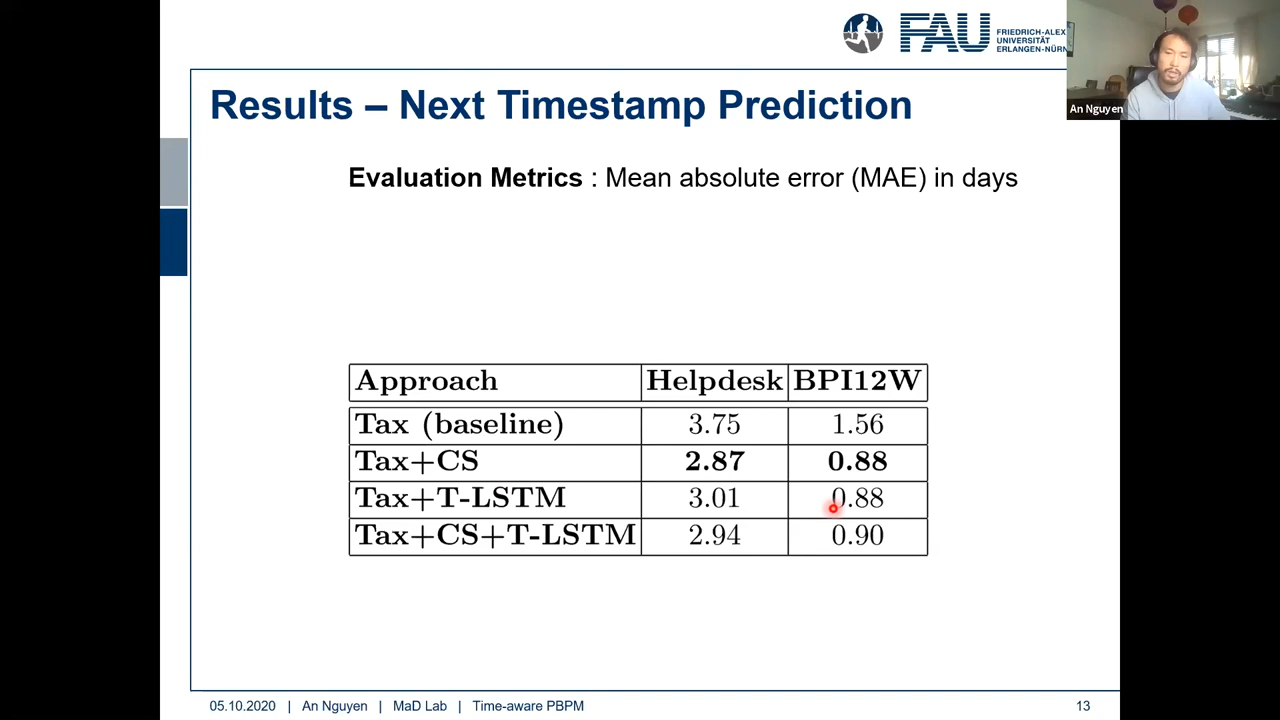 FAU
FRIEDRICH-ALEX
UNIVERSITÄT
ERLANGEN-NÜRN
An Nguyen
Results – Next Timestamp Prediction
Evaluation Metrics : Mean absolute error (MAE) in days
Approach Helpdesk BPI12W
Tax (baseline) 3.75 1.56
Tax+CS 2.87 0.88
Tax+T-LSTM 3.01 0.88
Tax+CS+T-LSTM 2.94 0.90
05.10.2020 | An Nguyen | MaD Lab | Time-aware PBPM 13